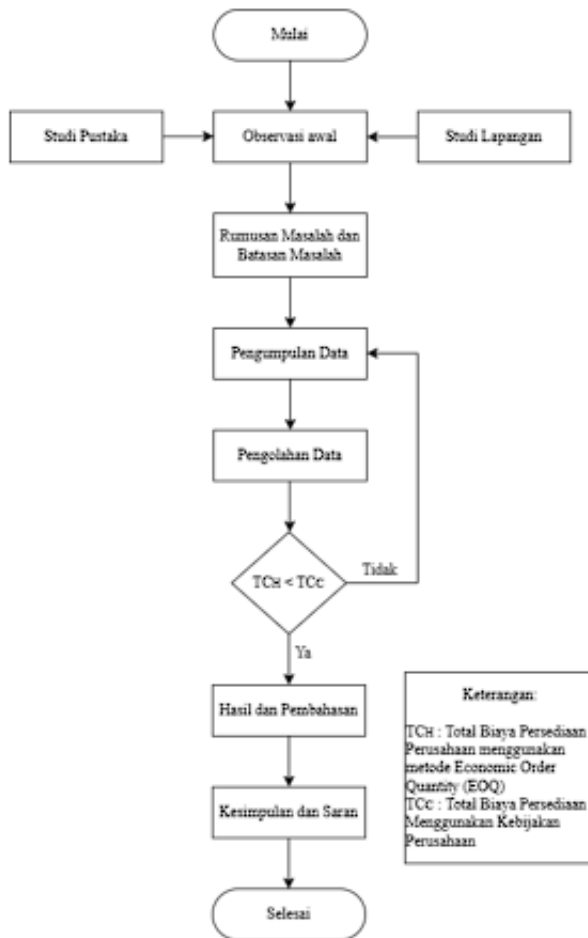 Mulai
Studi Pustaka
Observasi awal
Studi Lapangan
Rumusan Masalah dan
Batasan Masalah
Pengumpulan Data
Pengolahan Data
TCH < TCC
Tidak
Ya
Hasil dan Pembahasan
Keterangan:
TCH : Total Biaya Persediaan
Perusahaan menggunakan
metode Economic Order
Quantity (EOQ)
TCC : Total Biaya Persediaan
Menggunakan Kebijakan
Perusahaan
Kesimpulan dan Saran
Selesai